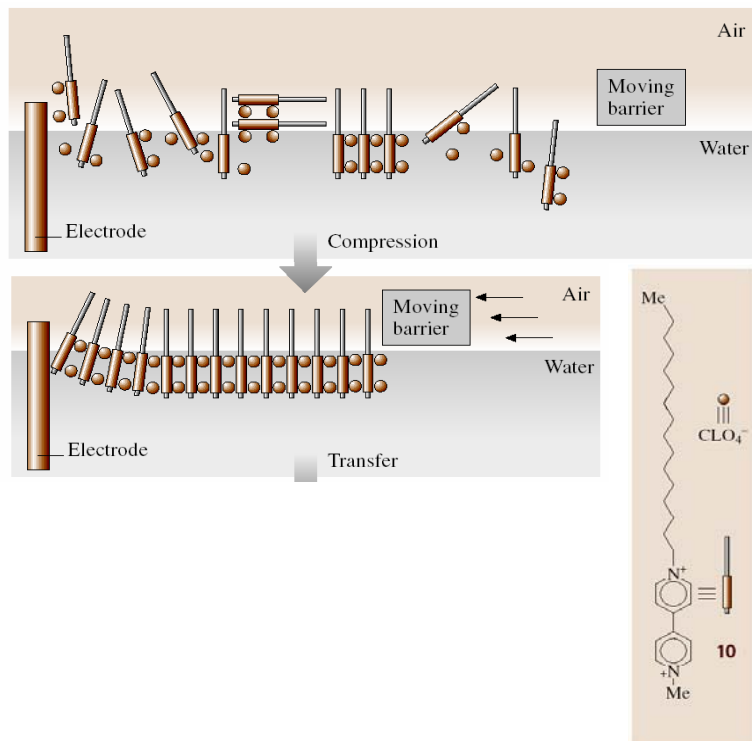 Air
Moving
barrier
Water
Electrode
Compression
Air
Moving
barrier
Water
Electrode
Transfer
Me
CLO₄⁻
N⁺
10
⁺N
Me